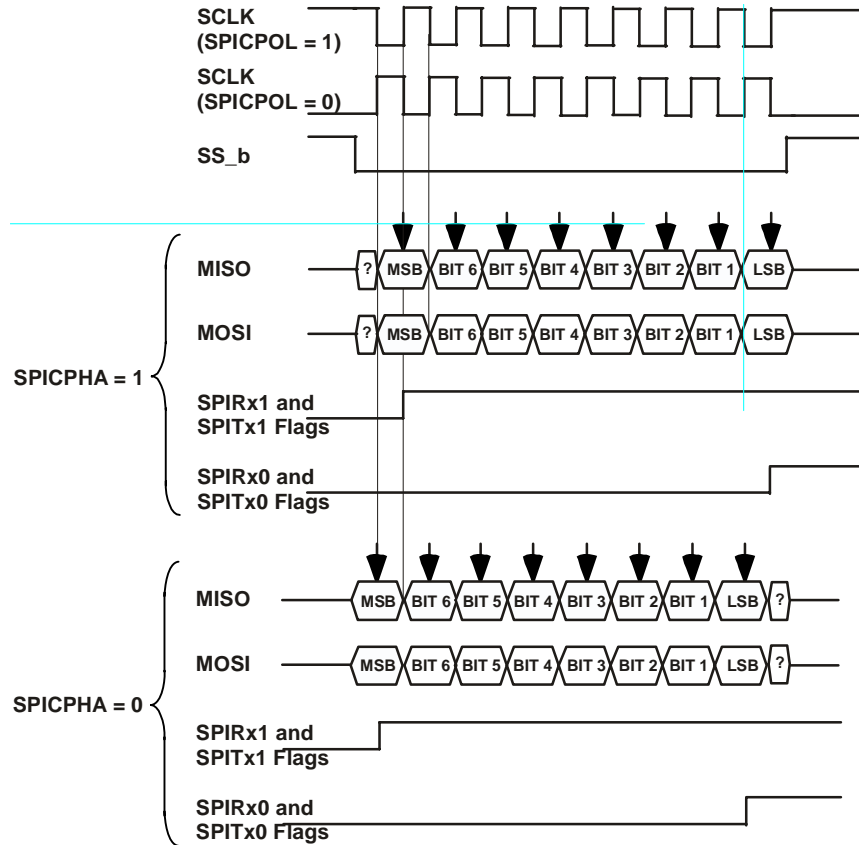 SCLK
(SPICPOL = 1)
SCLK
(SPICPOL = 0)
SS_b
SPICPHA = 1
MISO
? MSB BIT 6 BIT 5 BIT 4 BIT 3 BIT 2 BIT 1 LSB
MOSI
? MSB BIT 6 BIT 5 BIT 4 BIT 3 BIT 2 BIT 1 LSB
SPIRx1 and
SPITx1 Flags
SPIRx0 and
SPITx0 Flags
SPICPHA = 0
MISO
MSB BIT 6 BIT 5 BIT 4 BIT 3 BIT 2 BIT 1 LSB ?
MOSI
MSB BIT 6 BIT 5 BIT 4 BIT 3 BIT 2 BIT 1 LSB ?
SPIRx1 and
SPITx1 Flags
SPIRx0 and
SPITx0 Flags